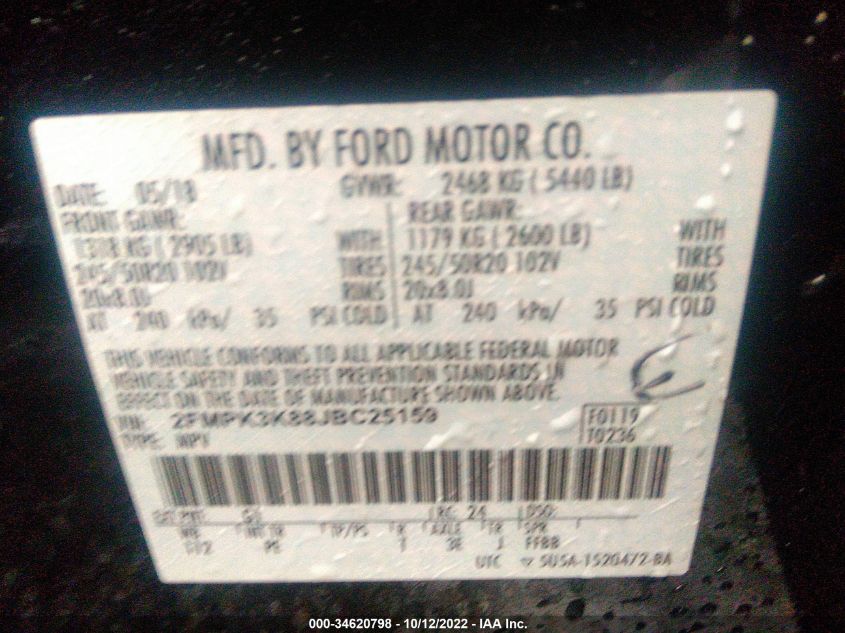 MFD. BY FORD MOTOR CO.
DATE: 05/18 GVWR: 2468 KG ( 5440 LB)
FRONT GAWR: REAR GAWR:
1318 KG ( 2905 LB) WITH 1179 KG ( 2600 LB) WITH
245/50R20 102V TIRES 245/50R20 102V TIRES
20x8.0J RIMS 20x8.0J RIMS
AT 240 kPa/ 35 PSI COLD AT 240 kPa/ 35 PSI COLD
THIS VEHICLE CONFORMS TO ALL APPLICABLE FEDERAL MOTOR
VEHICLE SAFETY AND THEFT PREVENTION STANDARDS IN
EFFECT ON THE DATE OF MANUFACTURE SHOWN ABOVE.
VIN: 2FMPK3K88JBC25159 F0119
TYPE: MPV T0236
EXT PNT: RC: 24 DSO:
WB INT TR TP/PS R AXLE TR SPR
112 PE 1 3E J FFBB
UTC 5U5A-1520472-BA
000-34620798 - 10/12/2022 - IAA Inc.